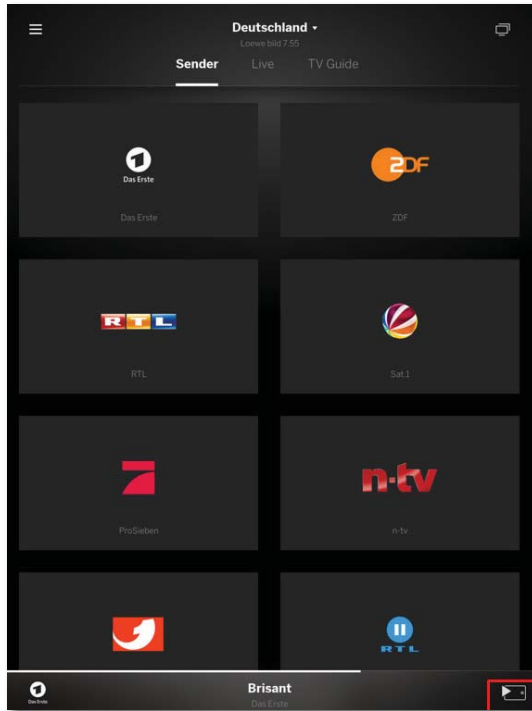 Deutschland
Loewe bild 7.55
Sender Live TV Guide
Das Erste
Das Erste
ZDF
ZDF
RTL
RTL
Sat.1
ProSieben
n-tv
n-tv
RTL
Das Erste
Brisant
Das Erste